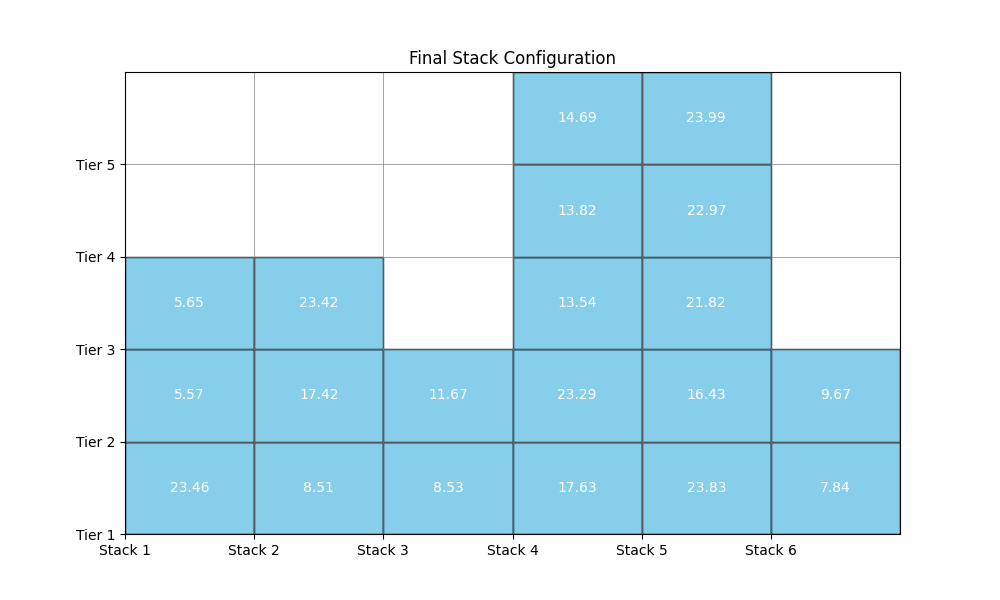 Final Stack Configuration
14.69 23.99
Tier 5
13.82 22.97
Tier 4
5.65 23.42 13.54 21.82
Tier 3
5.57 17.42 11.67 23.29 16.43 9.67
Tier 2
23.46 8.51 8.53 17.63 23.83 7.84
Tier 1
Stack 1 Stack 2 Stack 3 Stack 4 Stack 5 Stack 6